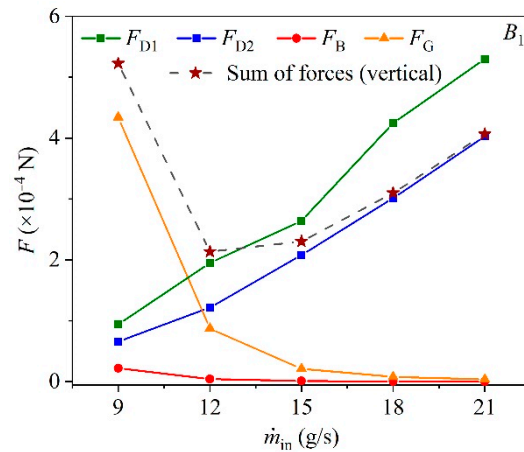 F_D1 F_D2 F_B F_G B_1
Sum of forces (vertical)
6
4
2
0
F (×10⁻⁴ N)
9 12 15 18 21
ṁ_in (g/s)